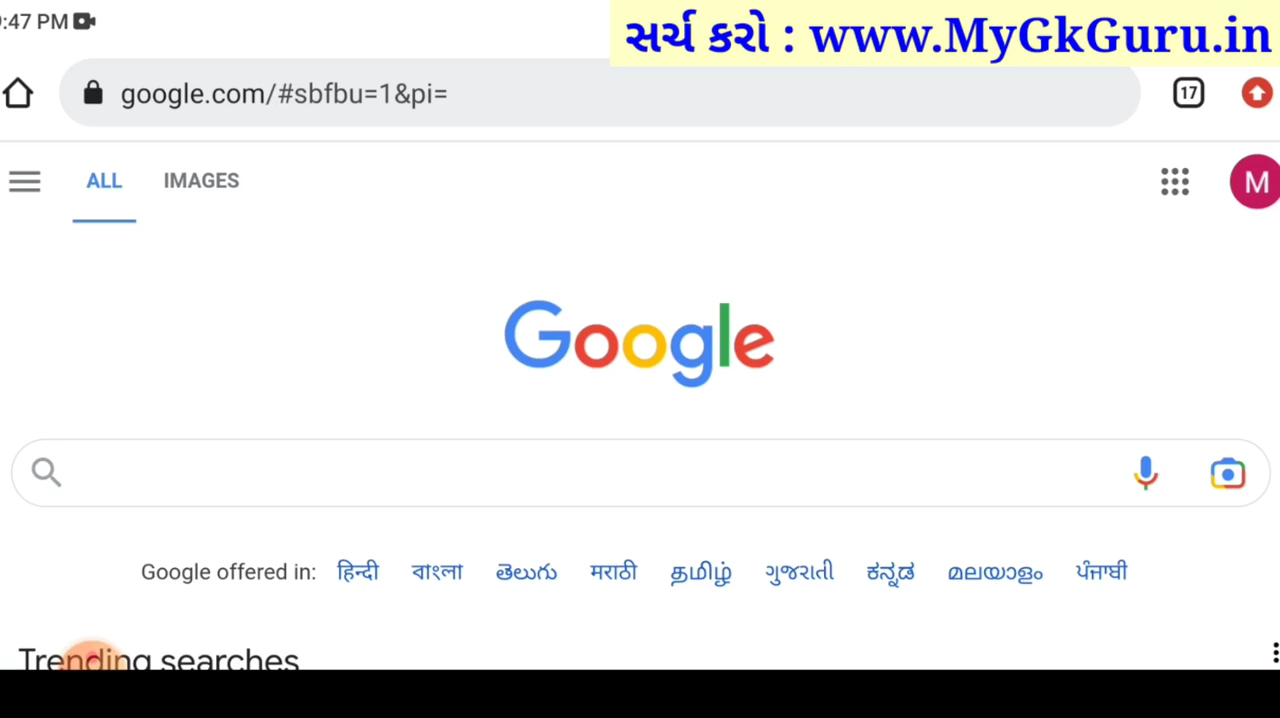 :47 PM
સર્ચ કરો : www.MyGkGuru.in
google.com/#sbfbu=1&pi=
17
ALL IMAGES
M
Google
Google offered in: हिन्दी বাংলা తెలుగు मराठी தமிழ் ગુજરાતી ಕನ್ನಡ മലയാളം ਪੰਜਾਬੀ
Trending searches